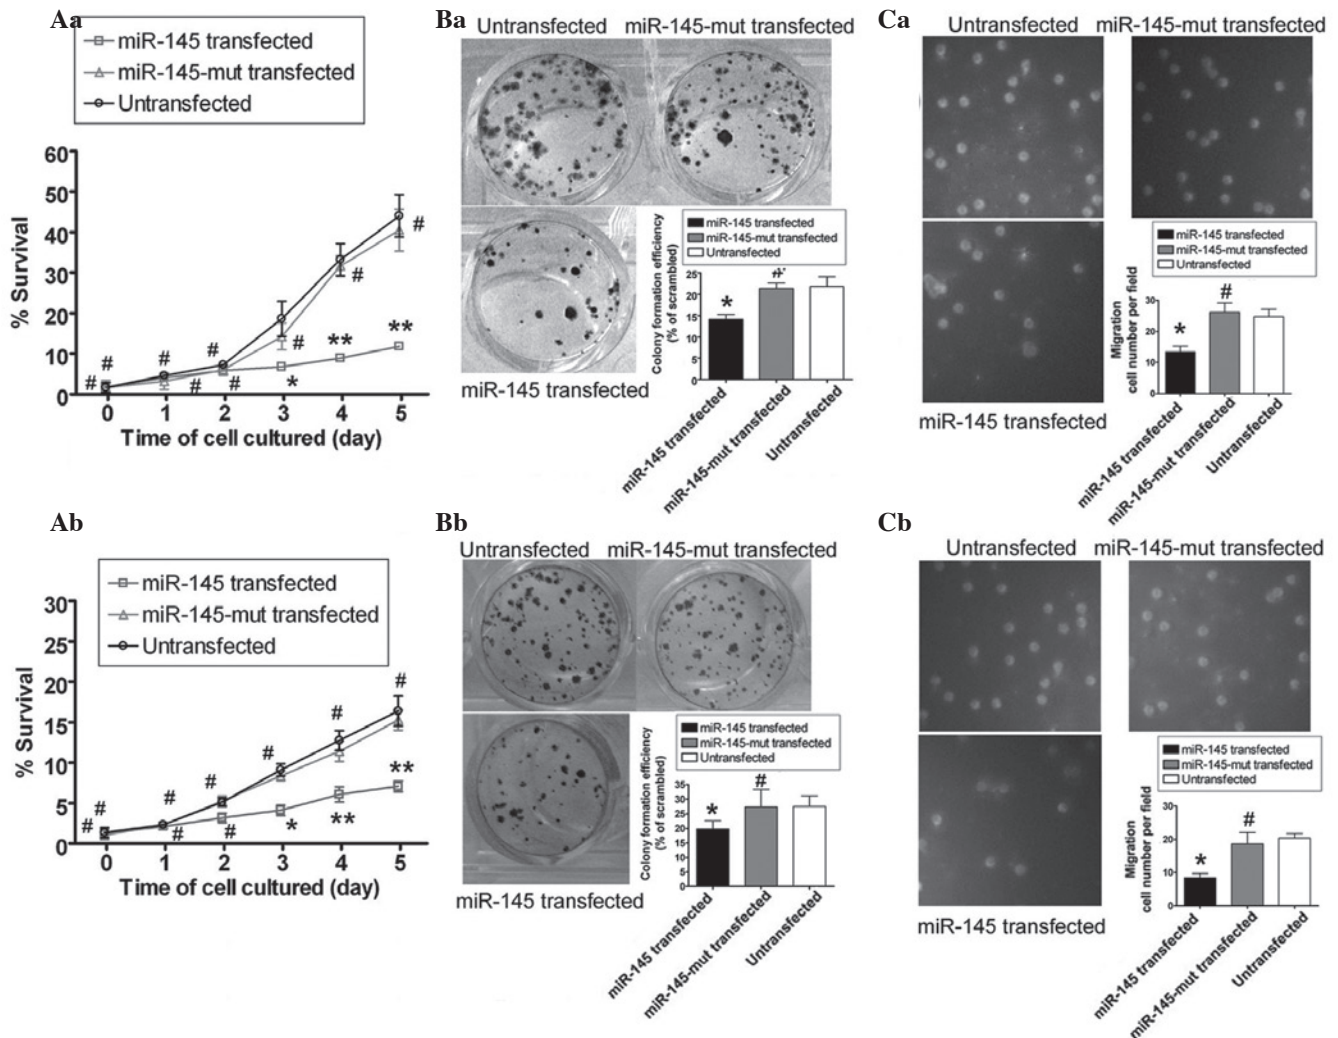 Aa
miR-145 transfected
miR-145-mut transfected
Untransfected
% Survival
60
50
40
30
20
10
0
# # # # # # # # #
* ** **
0 1 2 3 4 5
Time of cell cultured (day)
Ba
Untransfected miR-145-mut transfected
miR-145 transfected
miR-145 transfected
miR-145-mut transfected
Untransfected
Colony formation efficiency
(% of scrambled)
25
20
15
10
5
0
* #
miR-145 transfected
miR-145-mut transfected
Untransfected
Ca
Untransfected miR-145-mut transfected
miR-145 transfected
miR-145 transfected
miR-145-mut transfected
Untransfected
Migration
cell number per field
30
20
10
0
* #
miR-145 transfected
miR-145-mut transfected
Untransfected
Ab
miR-145 transfected
miR-145-mut transfected
Untransfected
% Survival
30
25
20
15
10
5
0
# # # # # # # # #
* ** **
0 1 2 3 4 5
Time of cell cultured (day)
Bb
Untransfected miR-145-mut transfected
miR-145 transfected
miR-145 transfected
miR-145-mut transfected
Untransfected
Colony formation efficiency
(% of scrambled)
35
30
25
20
15
10
5
0
* #
miR-145 transfected
miR-145-mut transfected
Untransfected
Cb
Untransfected miR-145-mut transfected
miR-145 transfected
miR-145 transfected
miR-145-mut transfected
Untransfected
Migration
cell number per field
30
20
10
0
* #
miR-145 transfected
miR-145-mut transfected
Untransfected